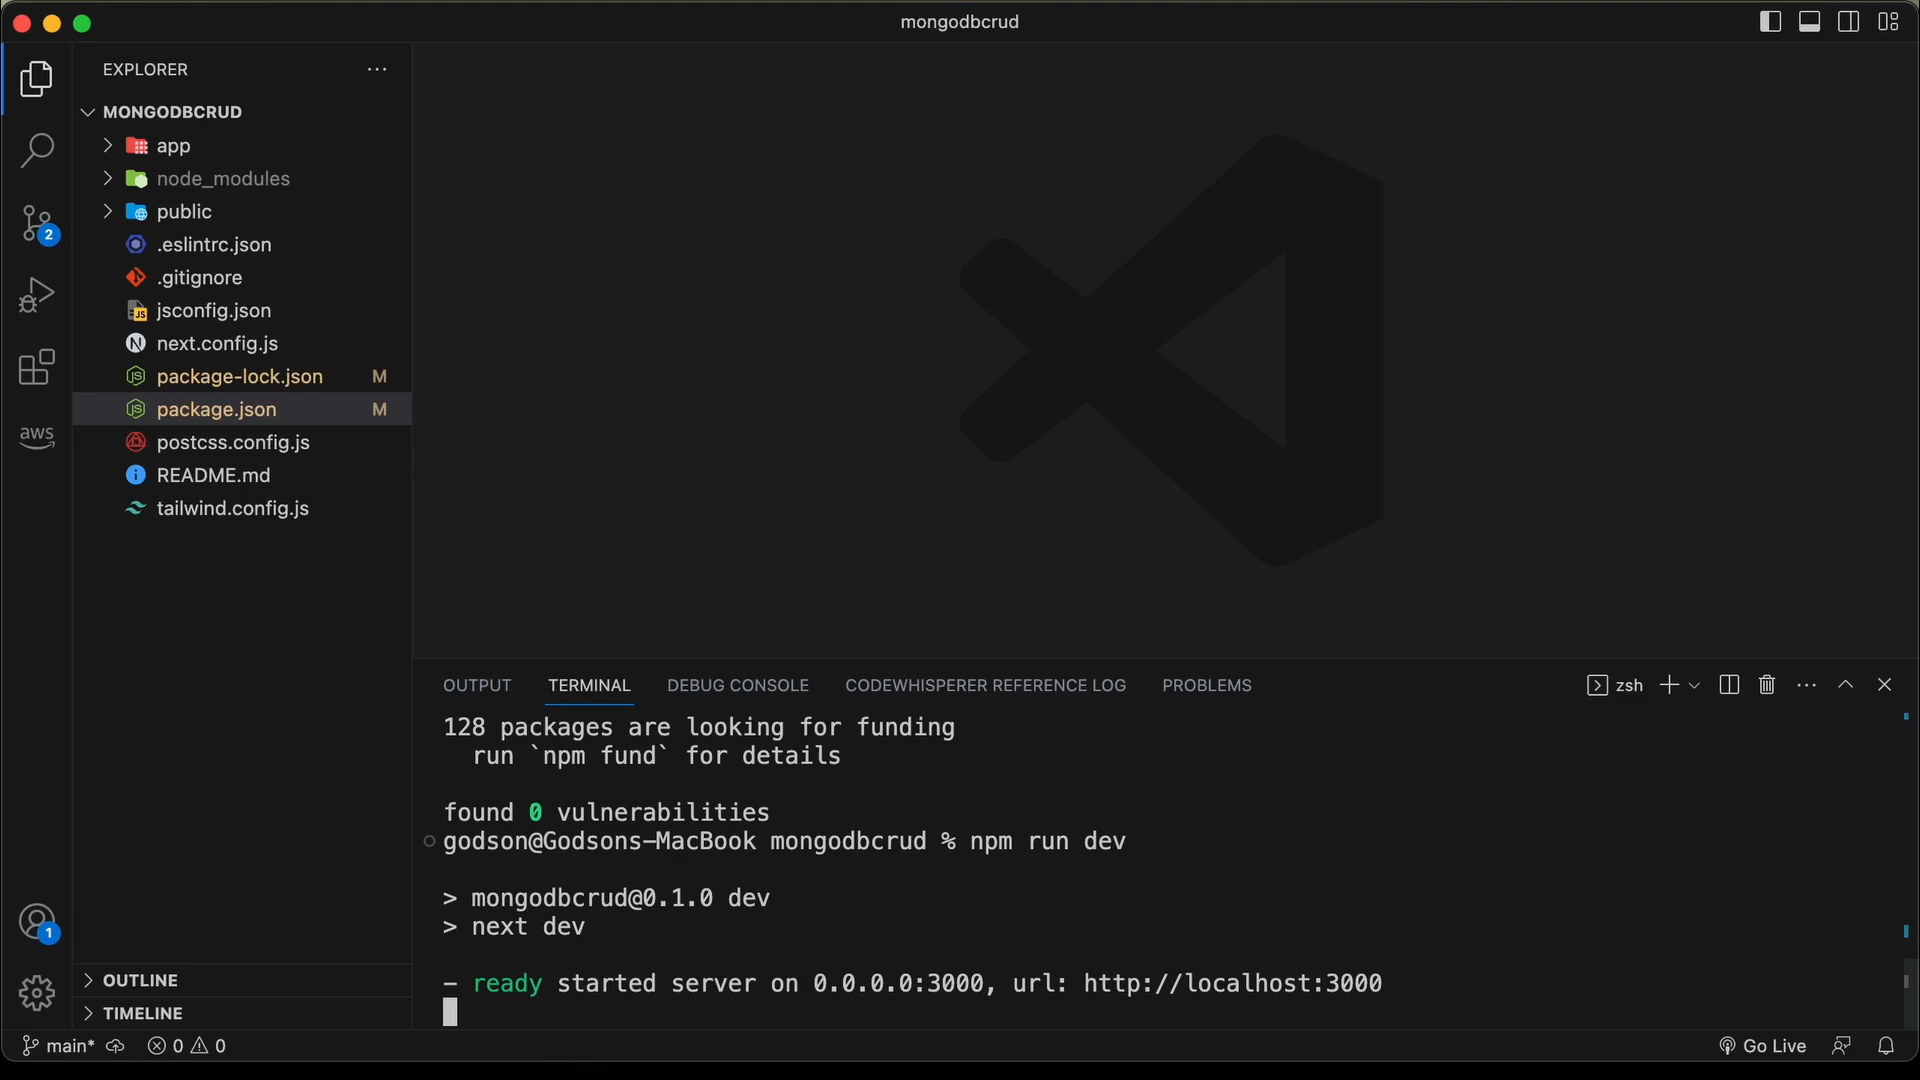 mongodbcrud
EXPLORER
MONGODBCRUD
app
node_modules
public
.eslintrc.json
.gitignore
jsconfig.json
next.config.js
package-lock.json M
package.json M
postcss.config.js
README.md
tailwind.config.js
2
aws
1
OUTLINE
TIMELINE
OUTPUT TERMINAL DEBUG CONSOLE CODEWHISPERER REFERENCE LOG PROBLEMS zsh
128 packages are looking for funding
run `npm fund` for details
found 0 vulnerabilities
godson@Godsons-MacBook mongodbcrud % npm run dev
> mongodbcrud@0.1.0 dev
> next dev
- ready started server on 0.0.0.0:3000, url: http://localhost:3000
main* 0 0 Go Live